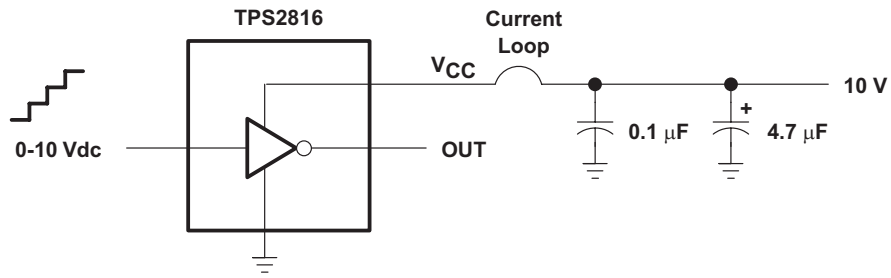 TPS2816
Current
Loop
VCC
10 V
+
0.1 μF
4.7 μF
0-10 Vdc
OUT